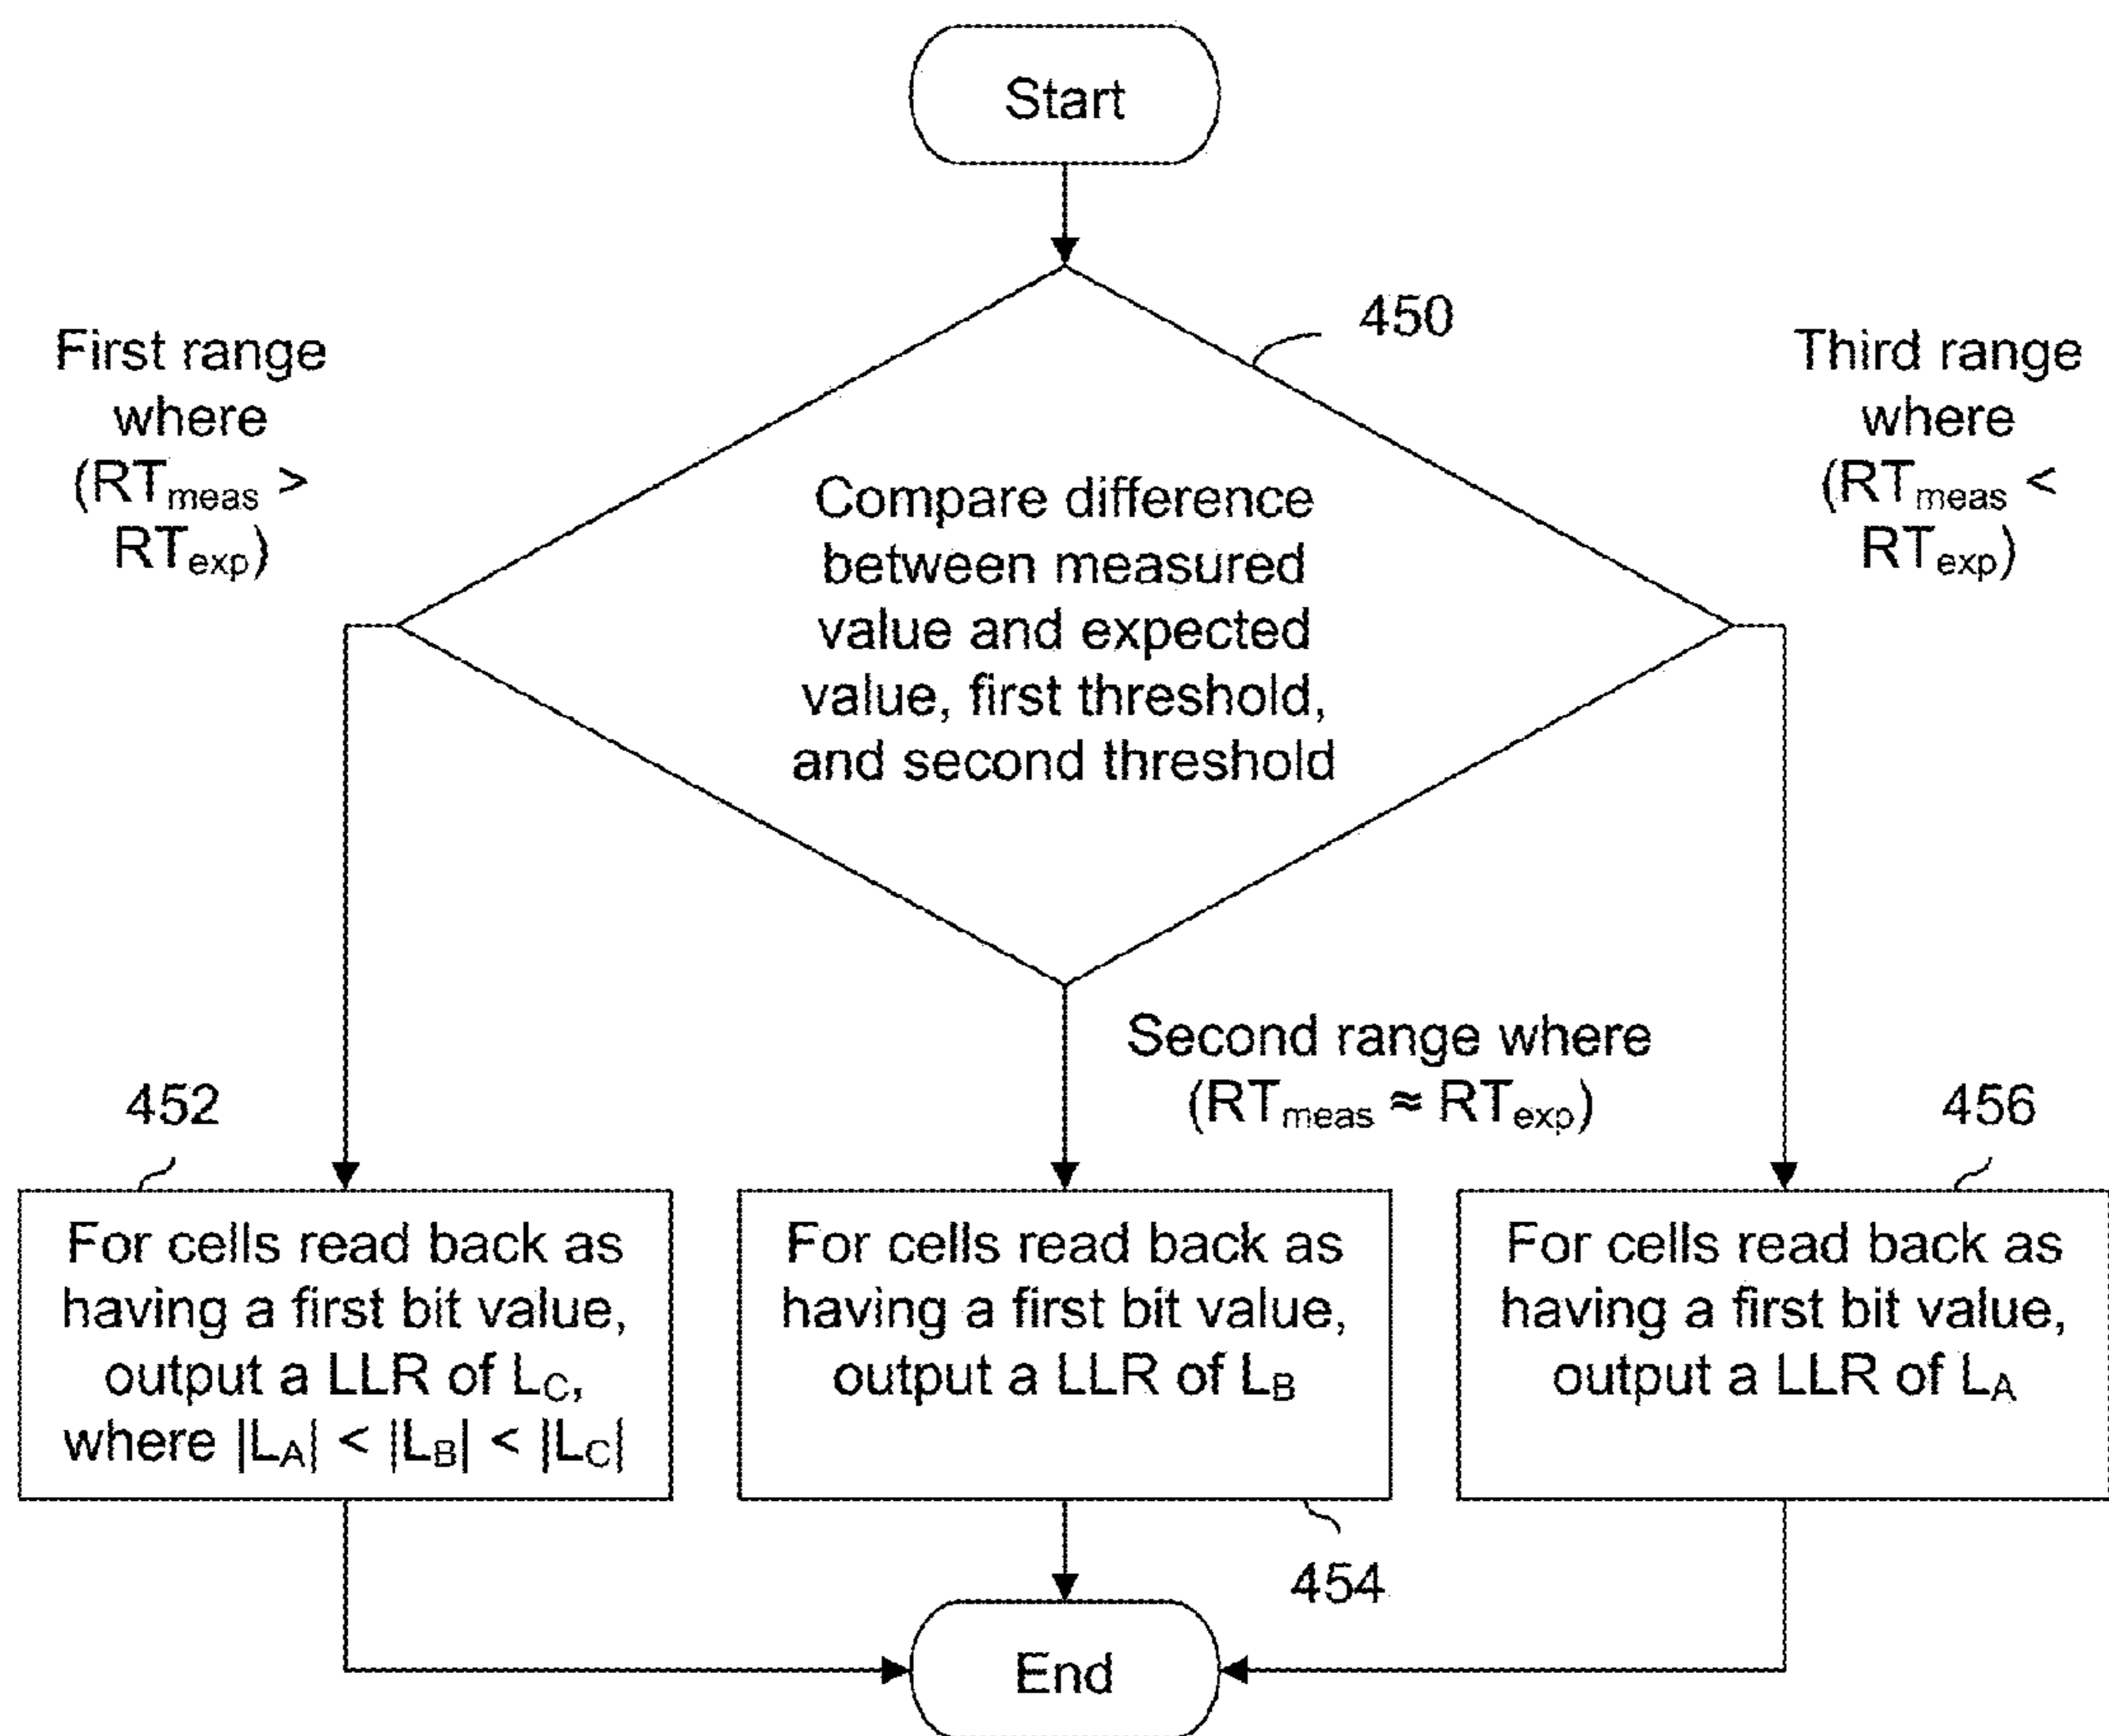 Start
450
First range
where
(RTmeas >
RTexp)
Third range
where
(RTmeas <
RTexp)
Compare difference
between measured
value and expected
value, first threshold,
and second threshold
Second range where
(RTmeas ≈ RTexp)
452
456
For cells read back as
having a first bit value,
output a LLR of LC,
where |LA| < |LB| < |LC|
For cells read back as
having a first bit value,
output a LLR of LB
For cells read back as
having a first bit value,
output a LLR of LA
454
End